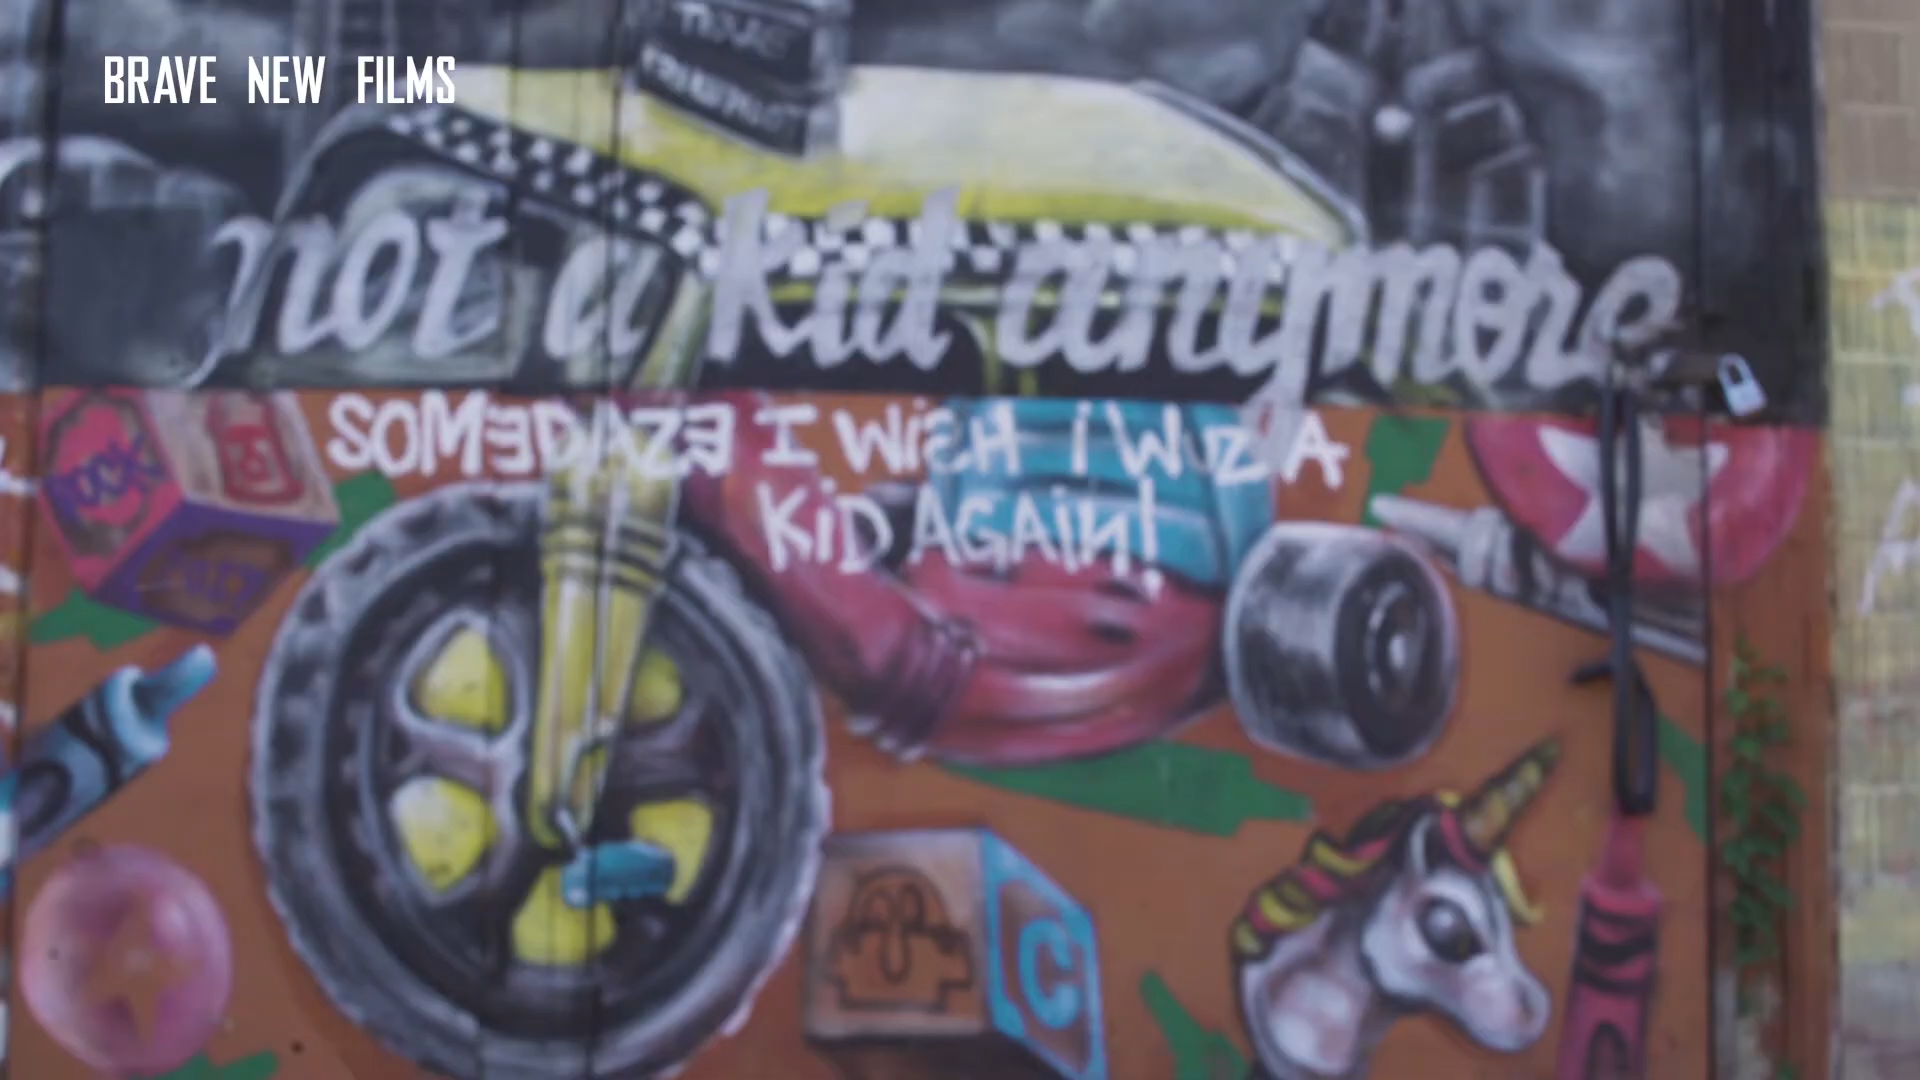 BRAVE NEW FILMS
not a kid anymore
SOMEDAZE I WiSH i WUZ A
KiD AGAIN!
C